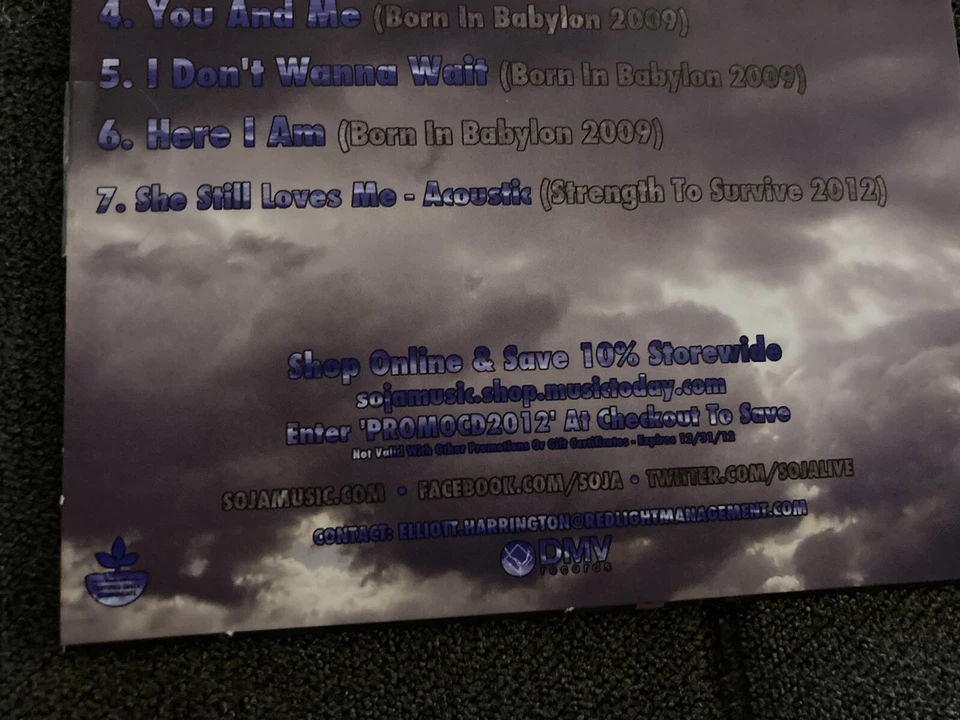 4. You And Me (Born In Babylon 2009)
5. I Don't Wanna Wait (Born In Babylon 2009)
6. Here I Am (Born In Babylon 2009)
7. She Still Loves Me - Acoustic (Strength To Survive 2012)
Shop Online & Save 10% Storewide
sojamusic.shop.musictoday.com
Enter 'PROMOCD2012' At Checkout To Save
Not Valid With Other Promotions Or Gift Certificates - Expires 12/31/12
SOJAMUSIC.COM • FACEBOOK.COM/SOJA • TWITTER.COM/SOJALIVE
CONTACT: ELLIOTT.HARRINGTON@REDLIGHTMANAGEMENT.COM
DMV
records